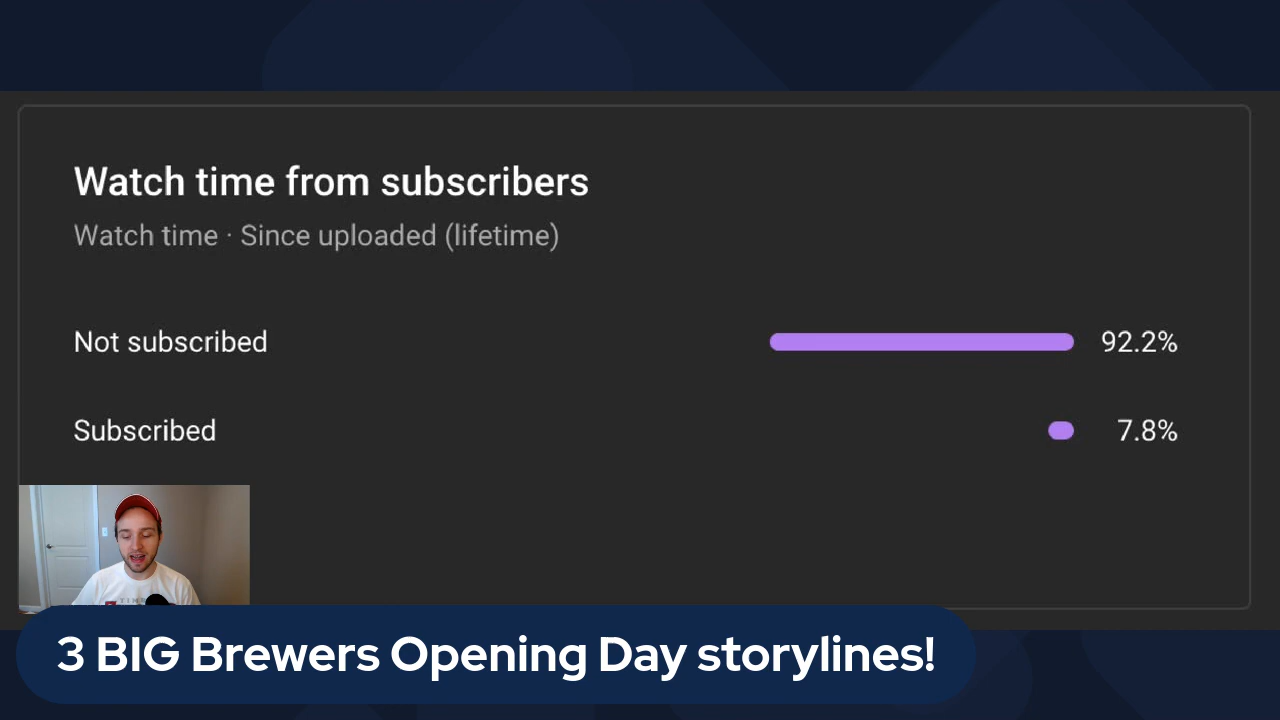 Watch time from subscribers
Watch time · Since uploaded (lifetime)
Not subscribed 92.2%
Subscribed 7.8%
3 BIG Brewers Opening Day storylines!